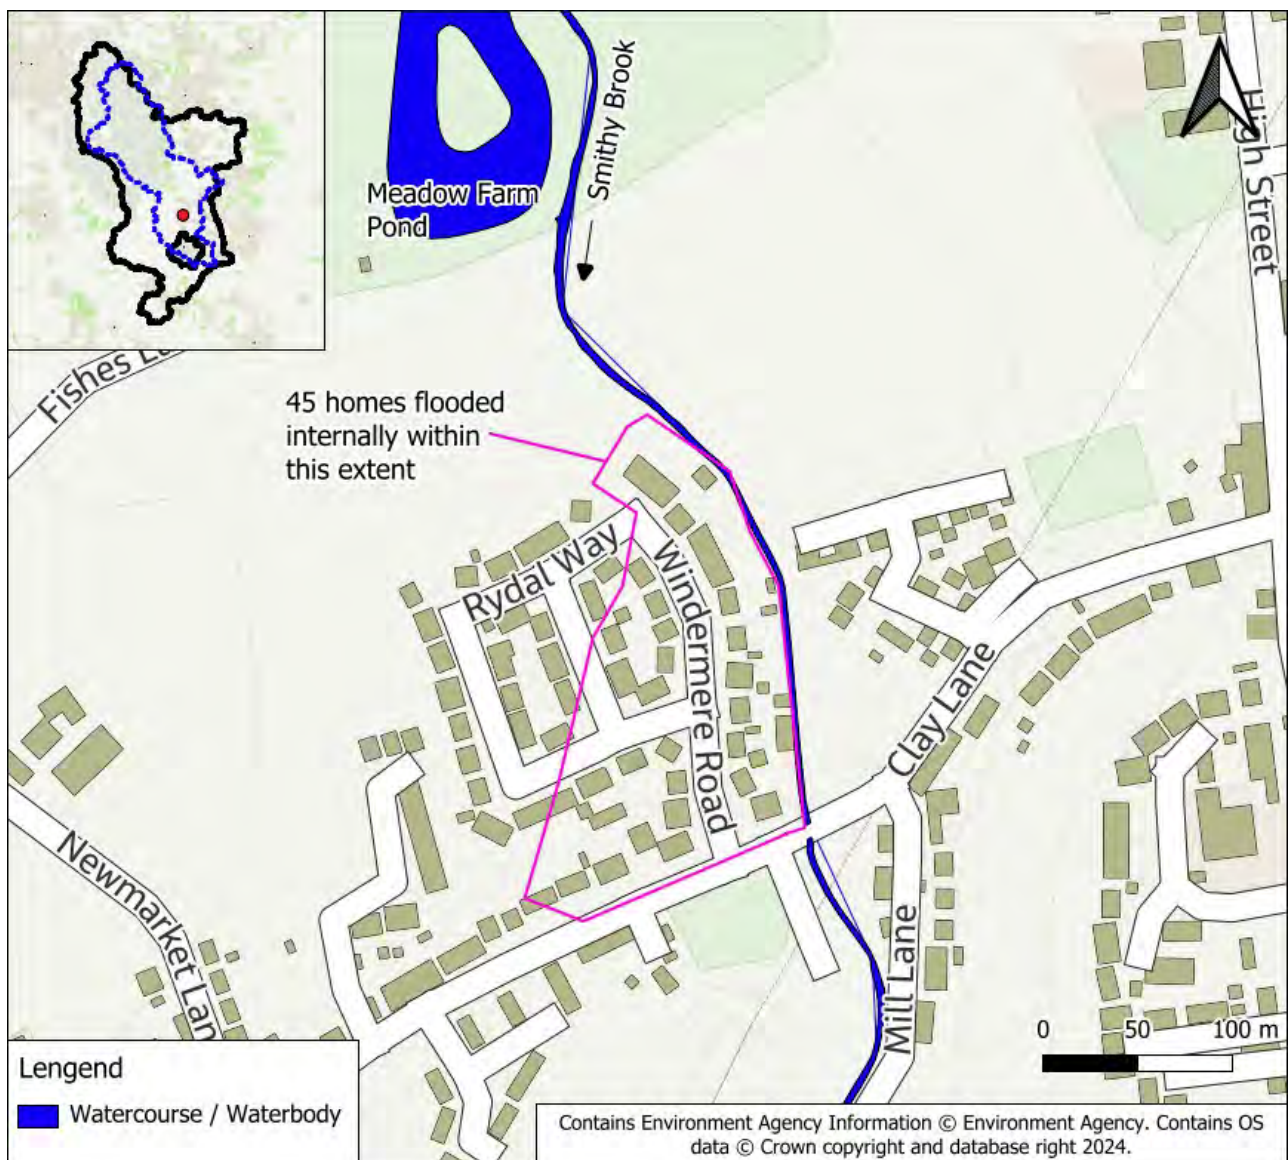 Meadow Farm
Pond
Smithy Brook
High Street
Fishes
45 homes flooded
internally within
this extent
Rydal Way
Windermere Road
Clay Lane
Newmarket Lan
Mill Lane
0 50 100 m
Lengend
Watercourse / Waterbody
Contains Environment Agency Information © Environment Agency. Contains OS
data © Crown copyright and database right 2024.